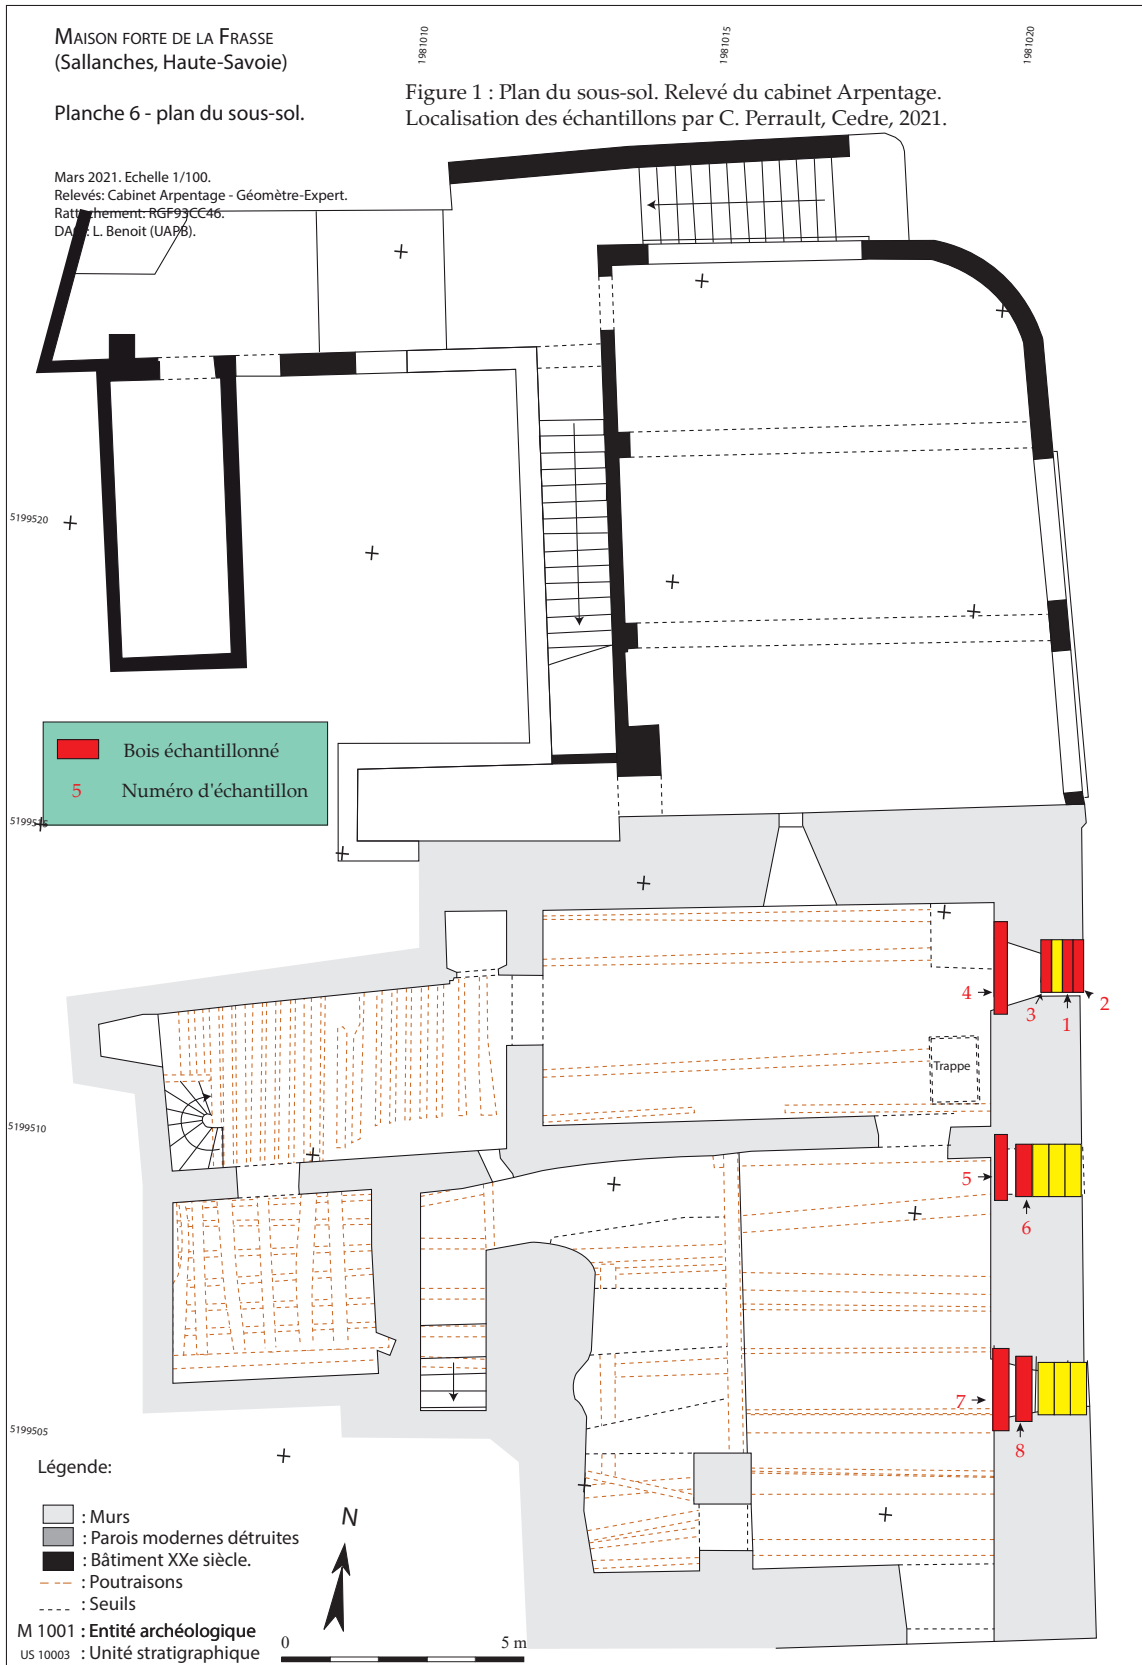 MAISON FORTE DE LA FRASSE
(Sallanches, Haute-Savoie)
Planche 6 - plan du sous-sol.
1981010
1981015
1981020
Figure 1 : Plan du sous-sol. Relevé du cabinet Arpentage.
Localisation des échantillons par C. Perrault, Cedre, 2021.
Mars 2021. Echelle 1/100.
Relevés: Cabinet Arpentage - Géomètre-Expert.
Rattachement: RGF93CC46.
L. Benoit (UAPB).
5199520
Bois échantillonné
5 Numéro d'échantillon
5199515
4
3
1
2
Trappe
5199510
5
6
7
8
5199505
Légende:
: Murs
: Parois modernes détruites
: Bâtiment XXe siècle.
: Poutraisons
: Seuils
M 1001 : Entité archéologique
US 10003 : Unité stratigraphique
N
0 5 m